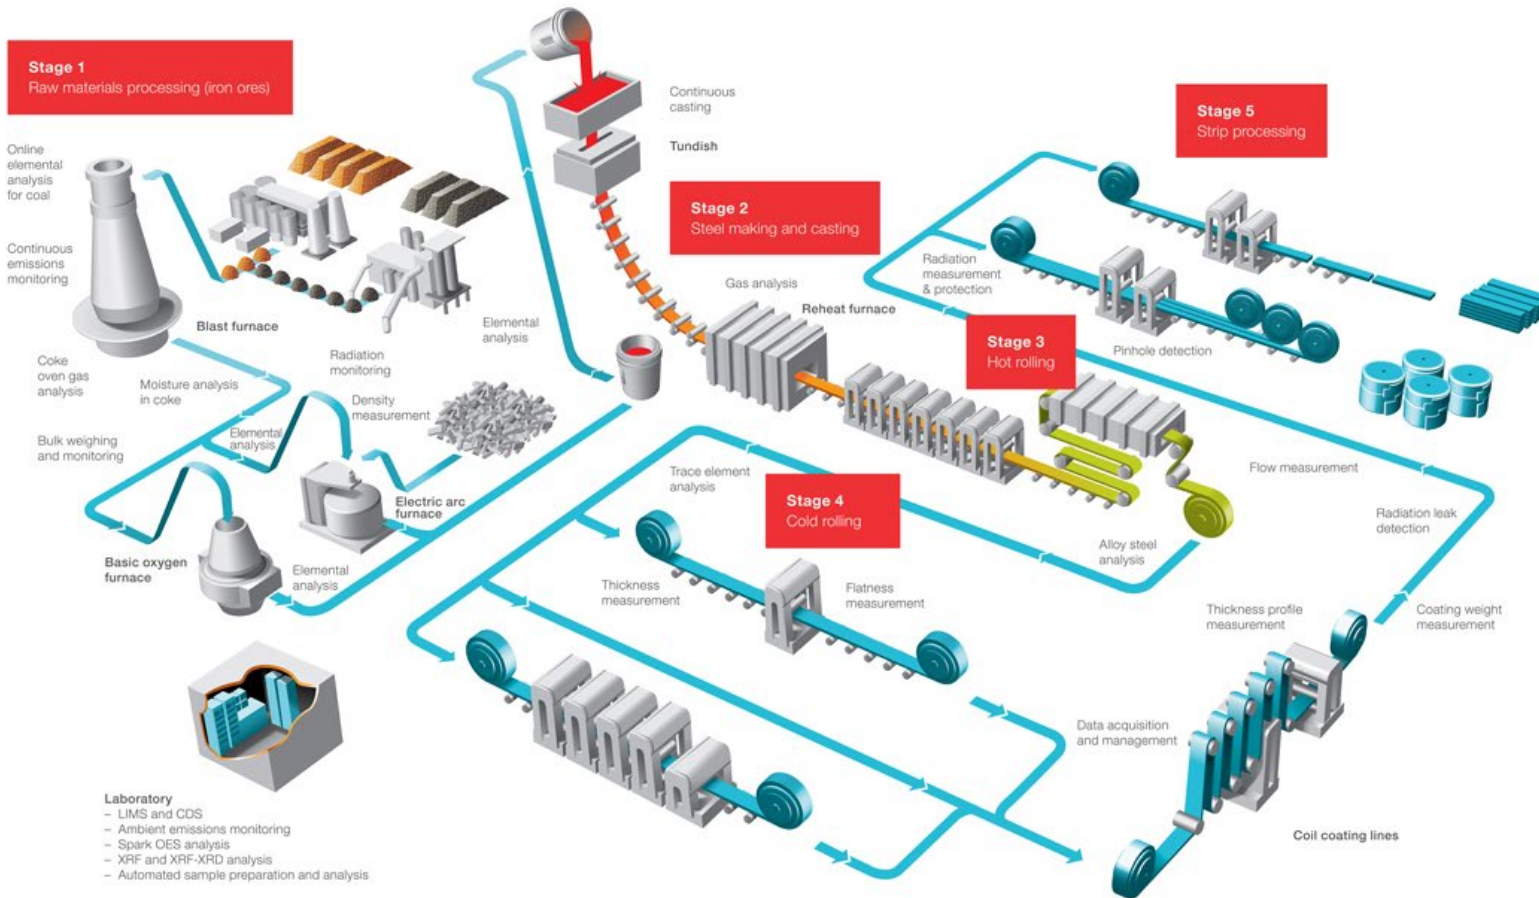 Stage 1
Raw materials processing (iron ores)
Online
elemental
analysis
for coal
Continuous
emissions
monitoring
Blast furnace
Coke
oven gas
analysis
Moisture analysis
in coke
Radiation
monitoring
Elemental
analysis
Density
measurement
Bulk weighing
and monitoring
Elemental
analysis
Electric arc
furnace
Basic oxygen
furnace
Elemental
analysis
Laboratory
– LIMS and CDS
– Ambient emissions monitoring
– Spark OES analysis
– XRF and XRF-XRD analysis
– Automated sample preparation and analysis
Continuous
casting
Tundish
Stage 2
Steel making and casting
Gas analysis
Reheat furnace
Stage 3
Hot rolling
Trace element
analysis
Alloy steel
analysis
Stage 4
Cold rolling
Thickness
measurement
Flatness
measurement
Data acquisition
and management
Thickness profile
measurement
Coating weight
measurement
Coil coating lines
Radiation leak
detection
Flow measurement
Stage 5
Strip processing
Radiation
measurement
& protection
Pinhole detection